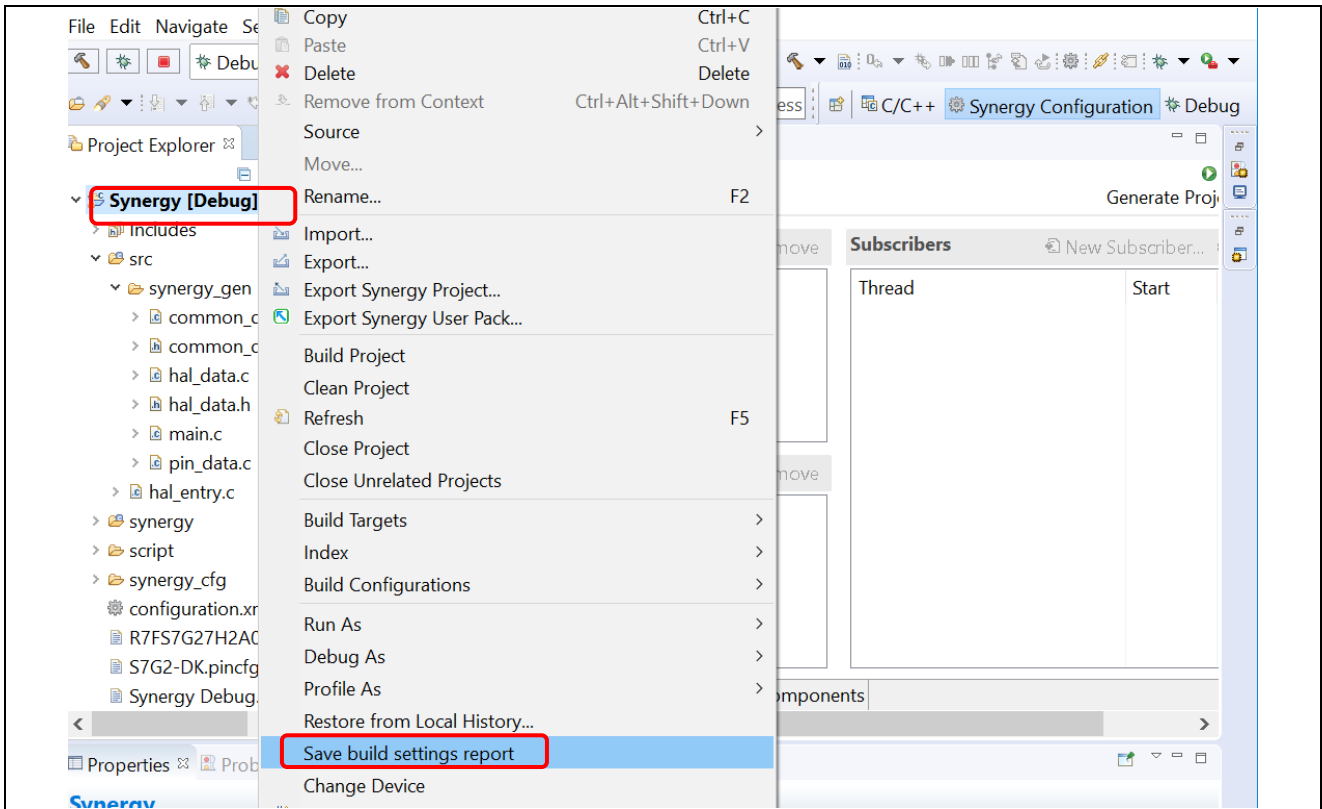 File Edit Navigate Se
Debu
Project Explorer
Synergy [Debug]
Includes
src
synergy_gen
common_d
common_d
hal_data.c
hal_data.h
main.c
pin_data.c
hal_entry.c
synergy
script
synergy_cfg
configuration.xr
R7FS7G27H2A0
S7G2-DK.pincfg
Synergy Debug.
Properties Prob
Synergy
Copy Ctrl+C
Paste Ctrl+V
Delete Delete
Remove from Context Ctrl+Alt+Shift+Down
Source
Move...
Rename... F2
Import...
Export...
Export Synergy Project...
Export Synergy User Pack...
Build Project
Clean Project
Refresh F5
Close Project
Close Unrelated Projects
Build Targets
Index
Build Configurations
Run As
Debug As
Profile As
Restore from Local History...
Save build settings report
Change Device
ess C/C++ Synergy Configuration Debug
Generate Proj
move Subscribers New Subscriber...
Thread Start
move
omponents